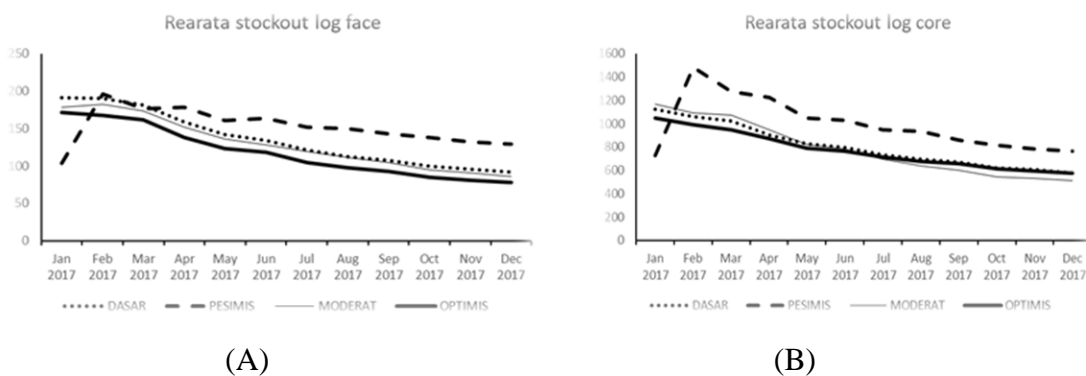 Rearata stockout log face
250
200
150
100
50
0
Jan 2017 Feb 2017 Mar 2017 Apr 2017 May 2017 Jun 2017 Jul 2017 Aug 2017 Sep 2017 Oct 2017 Nov 2017 Dec 2017
DASAR PESIMIS MODERAT OPTIMIS
(A)
Rearata stockout log core
1600
1400
1200
1000
800
600
400
200
0
Jan 2017 Feb 2017 Mar 2017 Apr 2017 May 2017 Jun 2017 Jul 2017 Aug 2017 Sep 2017 Oct 2017 Nov 2017 Dec 2017
DASAR PESIMIS MODERAT OPTIMIS
(B)